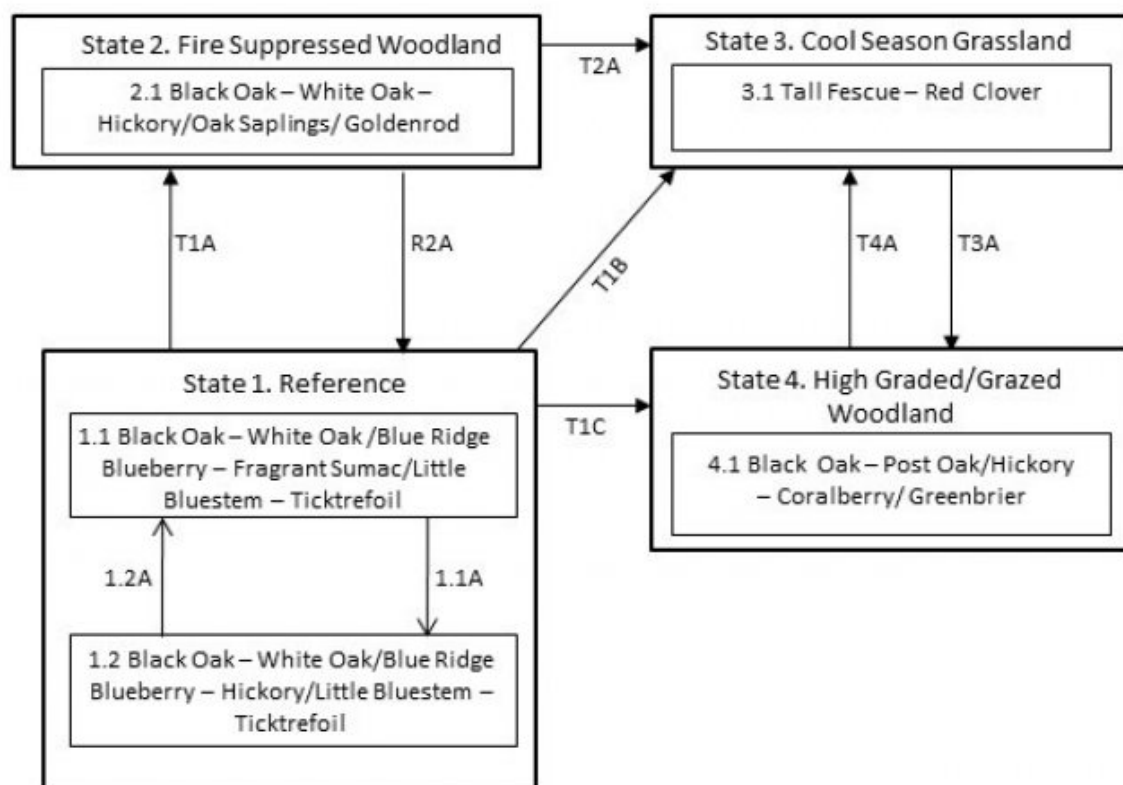 State 2. Fire Suppressed Woodland
2.1 Black Oak – White Oak –
Hickory/Oak Saplings/ Goldenrod
T2A
State 3. Cool Season Grassland
3.1 Tall Fescue – Red Clover
T1A
R2A
T1B
T4A
T3A
State 1. Reference
1.1 Black Oak – White Oak /Blue Ridge
Blueberry – Fragrant Sumac/Little
Bluestem – Ticktrefoil
1.2A
1.1A
1.2 Black Oak – White Oak/Blue Ridge
Blueberry – Hickory/Little Bluestem –
Ticktrefoil
T1C
State 4. High Graded/Grazed
Woodland
4.1 Black Oak – Post Oak/Hickory
– Coralberry/ Greenbrier